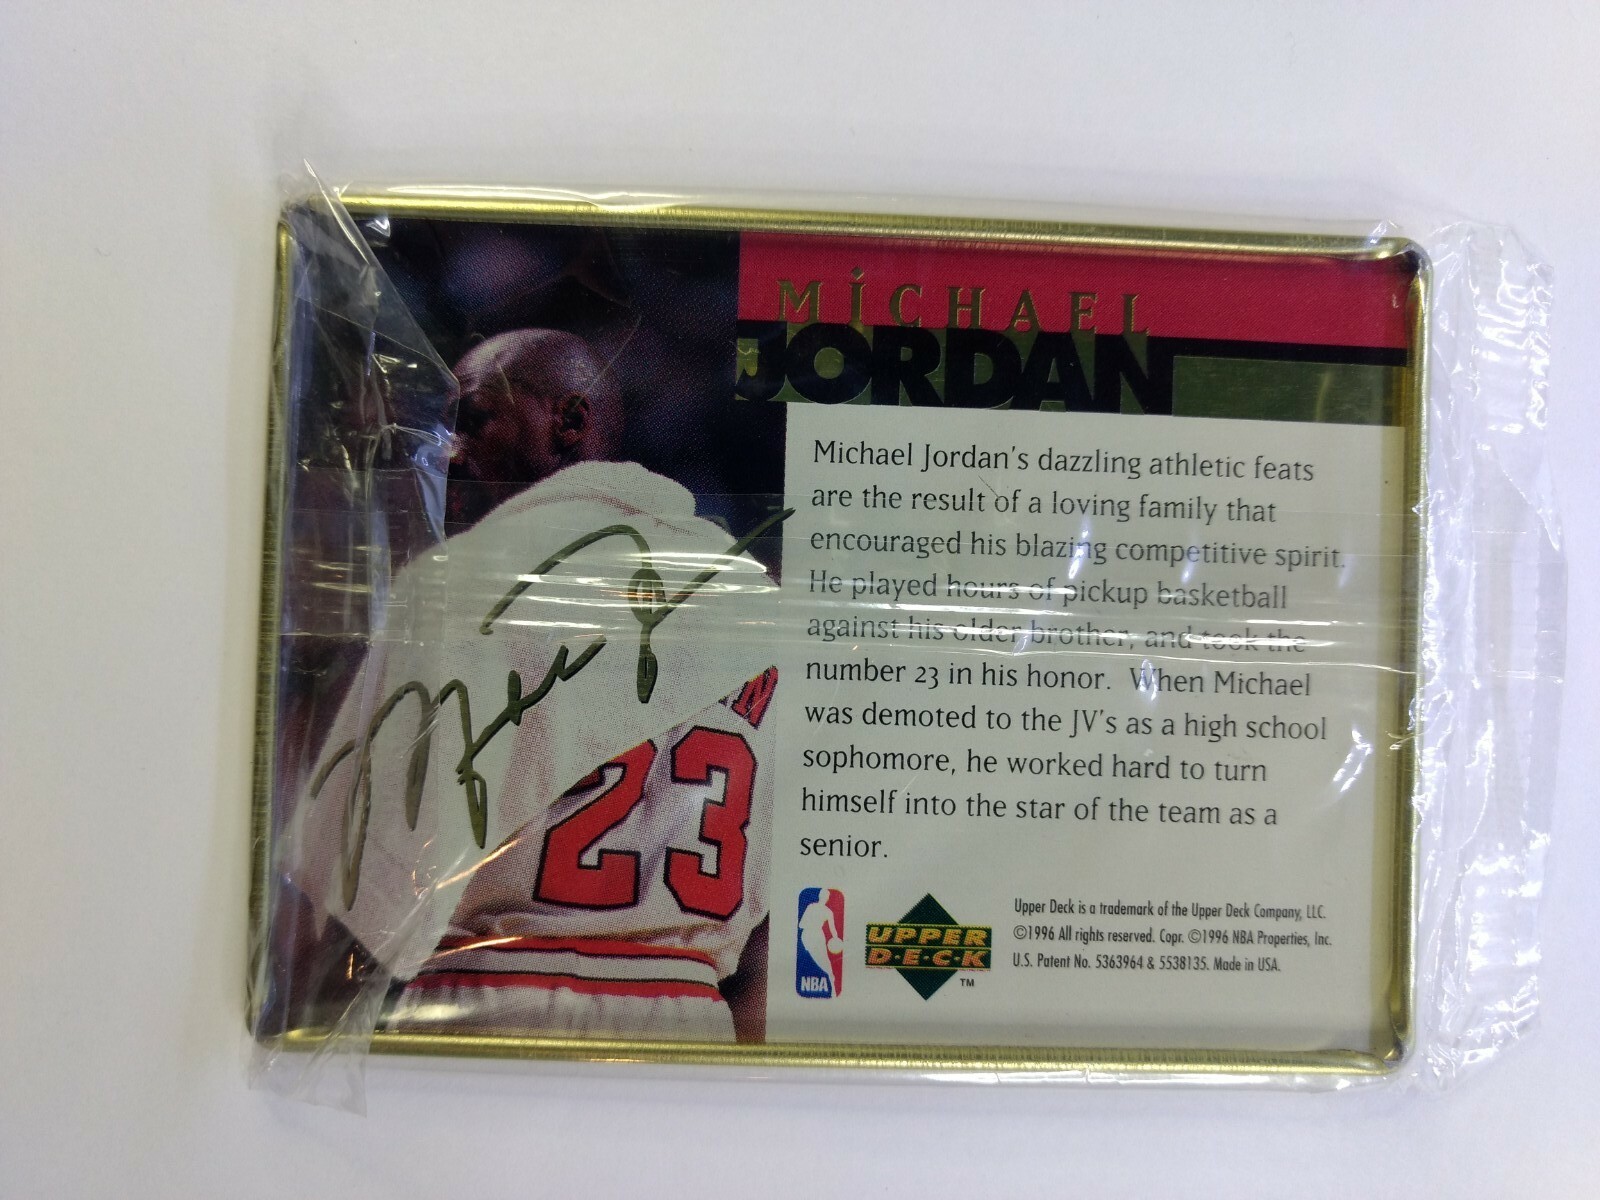 MICHAEL
JORDAN
Michael Jordan's dazzling athletic feats
are the result of a loving family that
encouraged his blazing competitive spirit.
He played hours of pickup basketball
against his older brother, and took the
number 23 in his honor. When Michael
was demoted to the JV's as a high school
sophomore, he worked hard to turn
himself into the star of the team as a
senior.
23
NBA
UPPER
D·E·C·K
TM
Upper Deck is a trademark of the Upper Deck Company, LLC.
©1996 All rights reserved. Copr. ©1996 NBA Properties, Inc.
U.S. Patent No. 5363964 & 5538135. Made in USA.